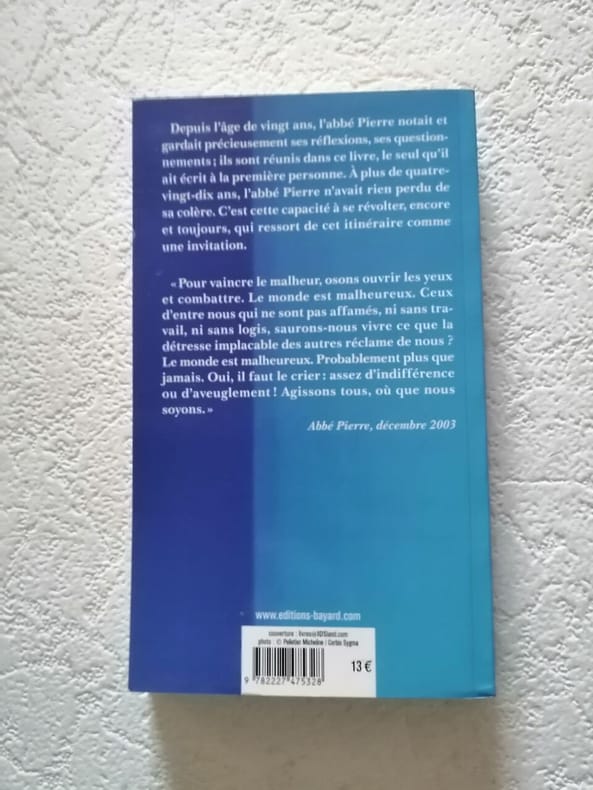 Depuis l'âge de vingt ans, l'abbé Pierre notait et
gardait précieusement ses réflexions, ses question-
nements ; ils sont réunis dans ce livre, le seul qu'il
ait écrit à la première personne. À plus de quatre-
vingt-dix ans, l'abbé Pierre n'avait rien perdu de
sa colère. C'est cette capacité à se révolter, encore
et toujours, qui ressort de cet itinéraire comme
une invitation.
« Pour vaincre le malheur, osons ouvrir les yeux
et combattre. Le monde est malheureux. Ceux
d'entre nous qui ne sont pas affamés, ni sans tra-
vail, ni sans logis, saurons-nous vivre ce que la
détresse implacable des autres réclame de nous ?
Le monde est malheureux. Probablement plus que
jamais. Oui, il faut le crier : assez d'indifférence
ou d'aveuglement ! Agissons tous, où que nous
soyons. »
Abbé Pierre, décembre 2003
www.editions-bayard.com
couverture :
photo : © Pelletier Micheline / Corbis Sygma
13 €
9 782227 475328